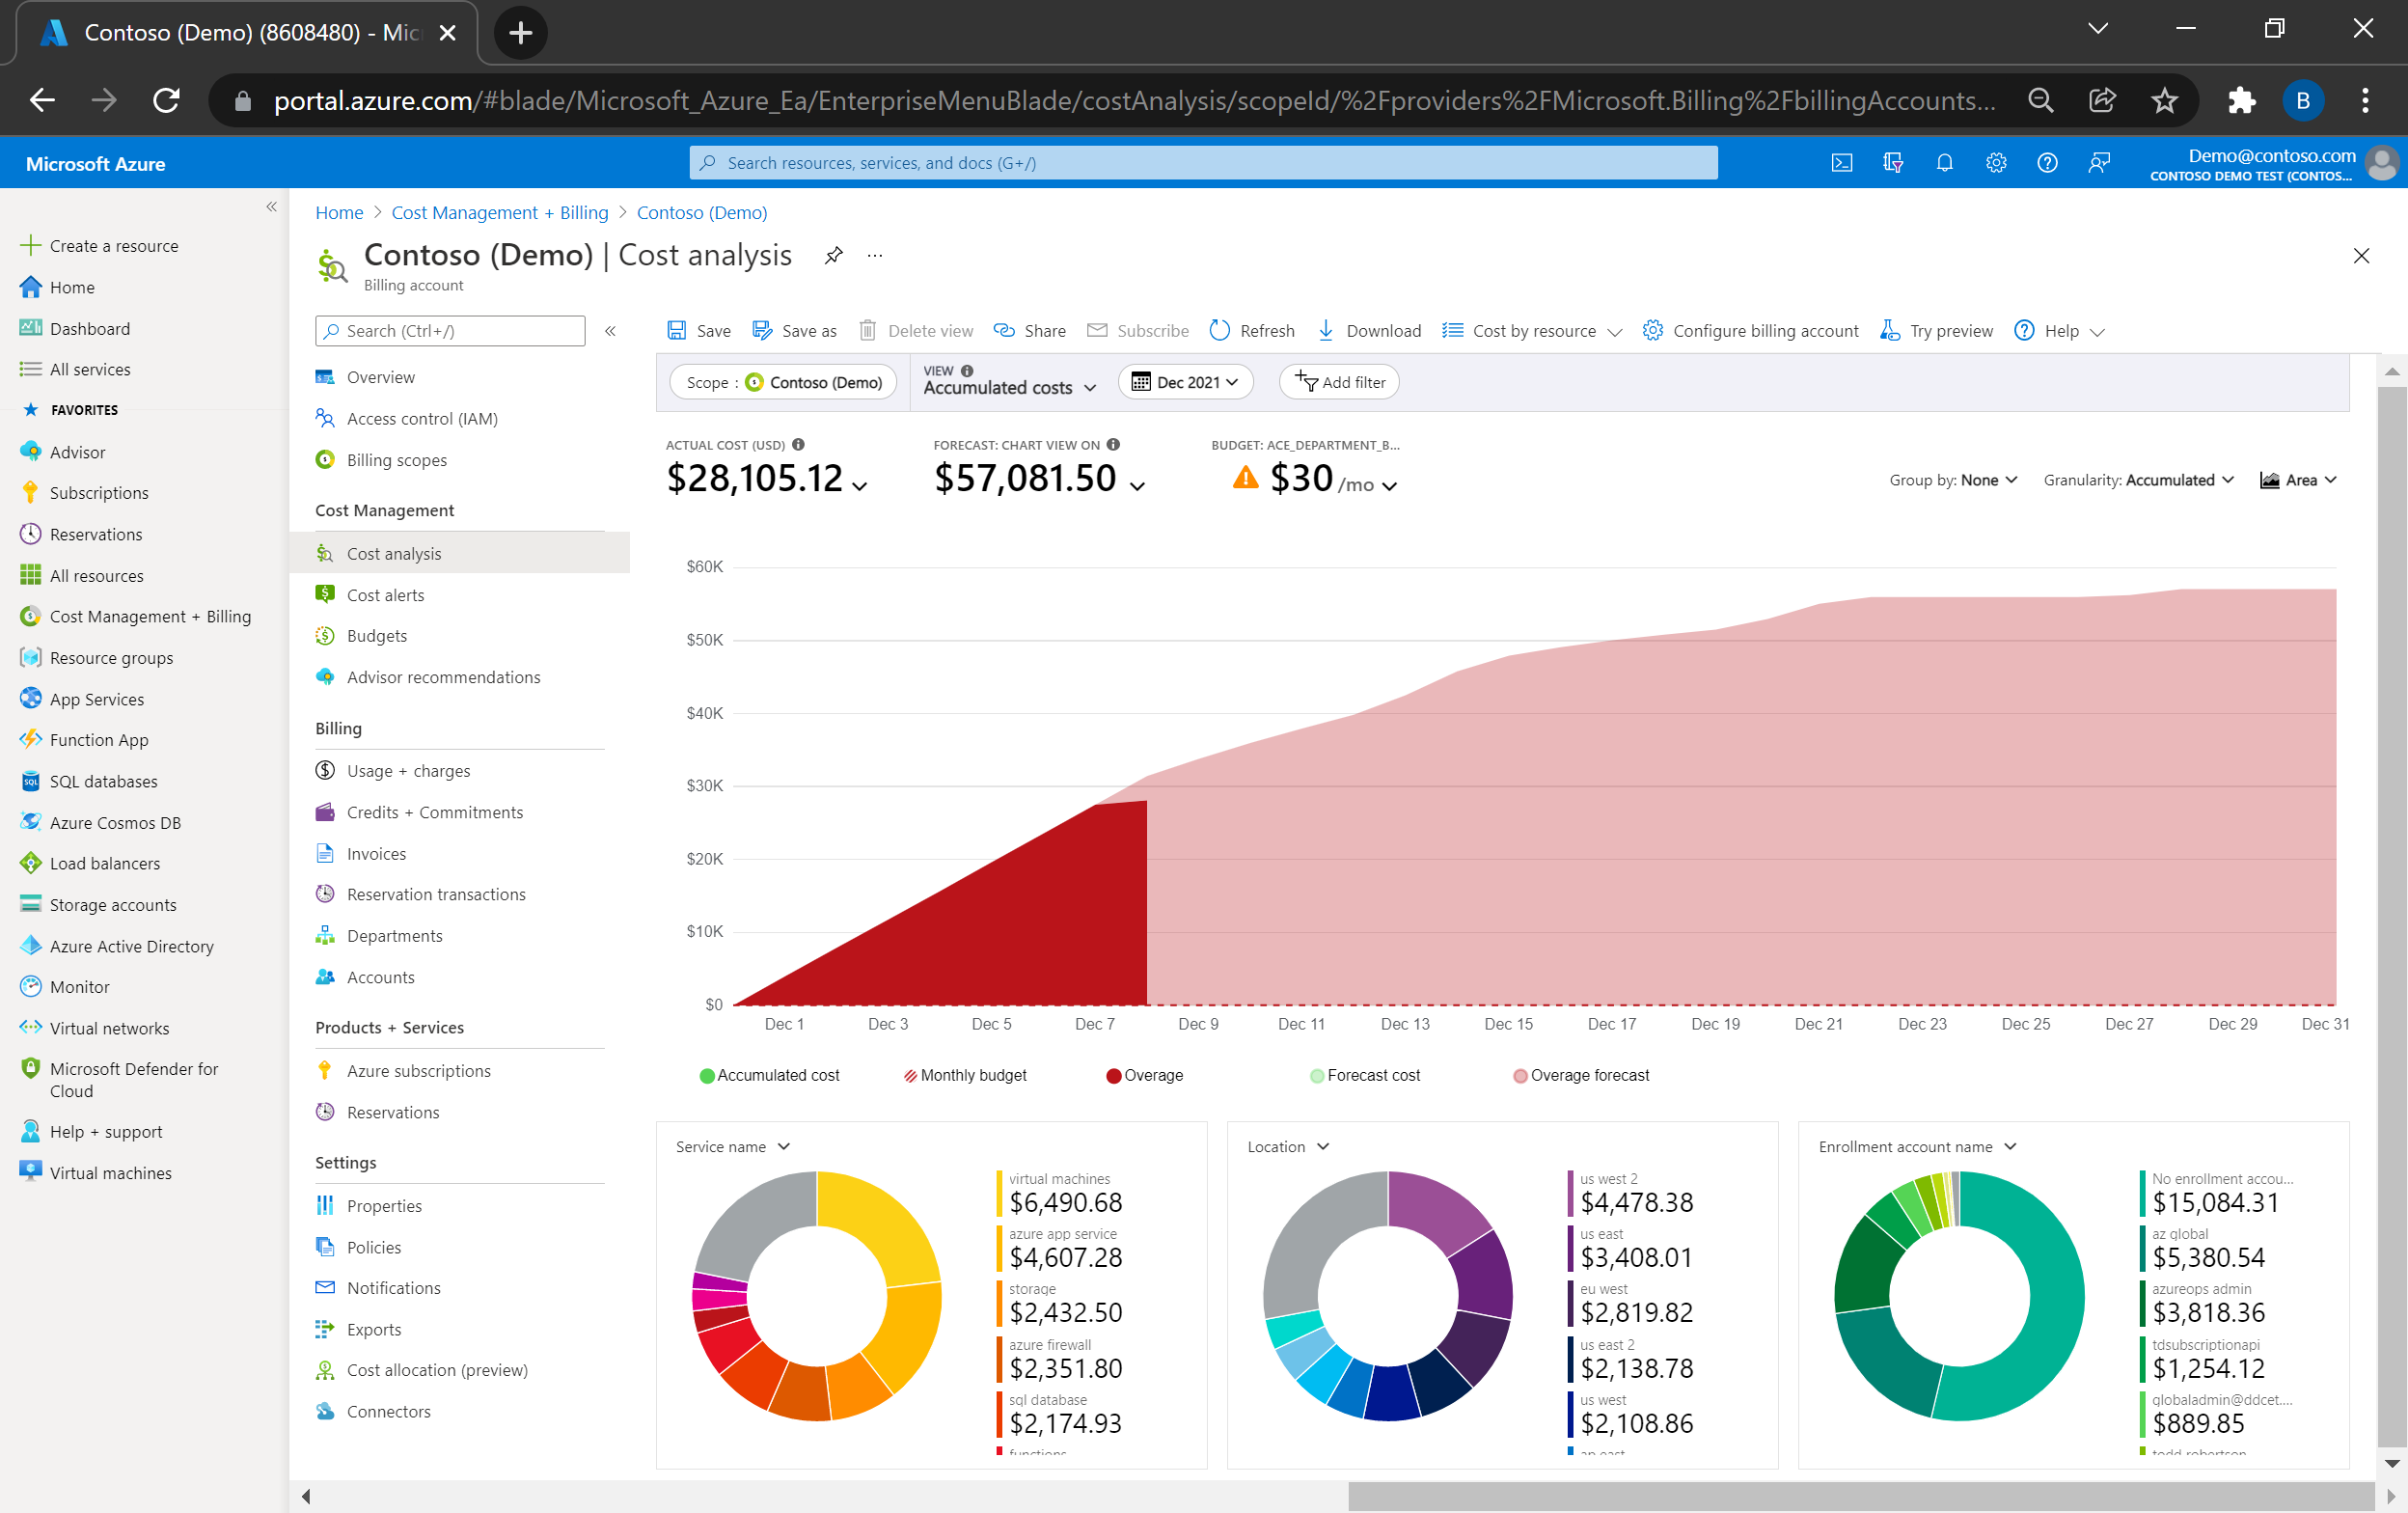 Contoso (Demo) (8608480) - Mic
portal.azure.com/#blade/Microsoft_Azure_Ea/EnterpriseMenuBlade/costAnalysis/scopeId/%2Fproviders%2FMicrosoft.Billing%2FbillingAccounts...
B
Microsoft Azure
Search resources, services, and docs (G+/)
Demo@contoso.com
CONTOSO DEMO TEST (CONTOS...
Create a resource
Home
Dashboard
All services
FAVORITES
Advisor
Subscriptions
Reservations
All resources
Cost Management + Billing
Resource groups
App Services
Function App
SQL databases
Azure Cosmos DB
Load balancers
Storage accounts
Azure Active Directory
Monitor
Virtual networks
Microsoft Defender for
Cloud
Help + support
Virtual machines
Home > Cost Management + Billing > Contoso (Demo)
Contoso (Demo) | Cost analysis
...
Billing account
Search (Ctrl+/)
Overview
Access control (IAM)
Billing scopes
Cost Management
Cost analysis
Cost alerts
Budgets
Advisor recommendations
Billing
Usage + charges
Credits + Commitments
Invoices
Reservation transactions
Departments
Accounts
Products + Services
Azure subscriptions
Reservations
Settings
Properties
Policies
Notifications
Exports
Cost allocation (preview)
Connectors
Save
Save as
Delete view
Share
Subscribe
Refresh
Download
Cost by resource
Configure billing account
Try preview
Help
Scope : Contoso (Demo)
VIEW
Accumulated costs
Dec 2021
Add filter
ACTUAL COST (USD)
$28,105.12
FORECAST: CHART VIEW ON
$57,081.50
BUDGET: ACE_DEPARTMENT_B...
$30 /mo
Group by: None
Granularity: Accumulated
Area
$60K
$50K
$40K
$30K
$20K
$10K
$0
Dec 1
Dec 3
Dec 5
Dec 7
Dec 9
Dec 11
Dec 13
Dec 15
Dec 17
Dec 19
Dec 21
Dec 23
Dec 25
Dec 27
Dec 29
Dec 31
Accumulated cost
Monthly budget
Overage
Forecast cost
Overage forecast
Service name
virtual machines
$6,490.68
azure app service
$4,607.28
storage
$2,432.50
azure firewall
$2,351.80
sql database
$2,174.93
functions
Location
us west 2
$4,478.38
us east
$3,408.01
eu west
$2,819.82
us east 2
$2,138.78
us west
$2,108.86
ap east
Enrollment account name
No enrollment accou...
$15,084.31
az global
$5,380.54
azureops admin
$3,818.36
tdsubscriptionapi
$1,254.12
globaladmin@ddcet....
$889.85
todd robertson